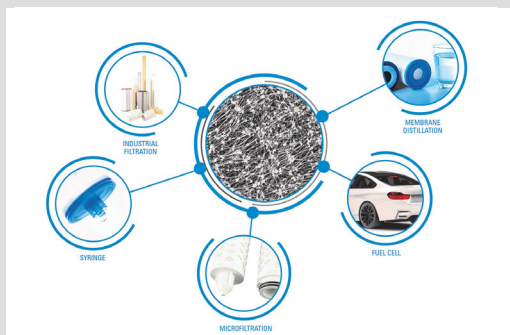 INDUSTRIAL
FILTRATION
MEMBRANE
DISTILLATION
SYRINGE
FUEL CELL
MICROFILTRATION